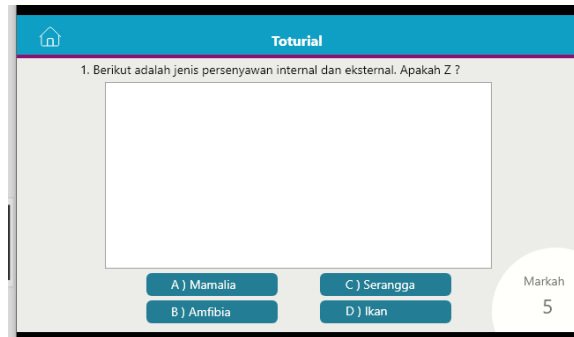 Toturial
1. Berikut adalah jenis persenyawan internal dan eksternal. Apakah Z ?
A ) Mamalia
C ) Serangga
B ) Amfibia
D ) Ikan
Markah
5